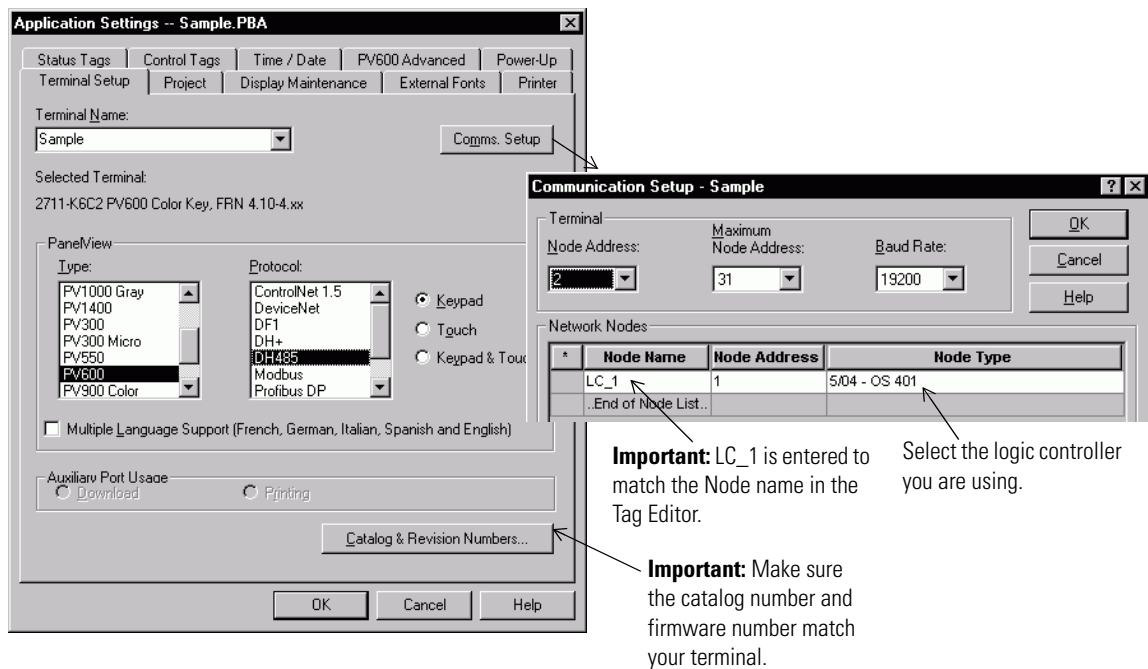 Application Settings -- Sample.PBA
Status Tags
Control Tags
Time / Date
PV600 Advanced
Power-Up
Terminal Setup
Project
Display Maintenance
External Fonts
Printer
Terminal Name:
Sample
Comms. Setup
Selected Terminal:
2711-K6C2 PV600 Color Key, FRN 4.10-4.xx
PanelView
Type:
PV1000 Gray
PV1400
PV300
PV300 Micro
PV550
PV600
PV900 Color
Protocol:
ControlNet 1.5
DeviceNet
DF1
DH+
DH485
Modbus
Profibus DP
Keypad
Touch
Keypad & Touc
Multiple Language Support (French, German, Italian, Spanish and English)
Auxiliary Port Usage
Download
Printing
Catalog & Revision Numbers...
OK
Cancel
Help
Communication Setup - Sample
Terminal
Node Address:
2
Maximum
Node Address:
31
Baud Rate:
19200
OK
Cancel
Help
Network Nodes
* Node Name Node Address Node Type
LC_1 1 5/04 - OS 401
..End of Node List..
Important: LC_1 is entered to
match the Node name in the
Tag Editor.
Select the logic controller
you are using.
Important: Make sure
the catalog number and
firmware number match
your terminal.